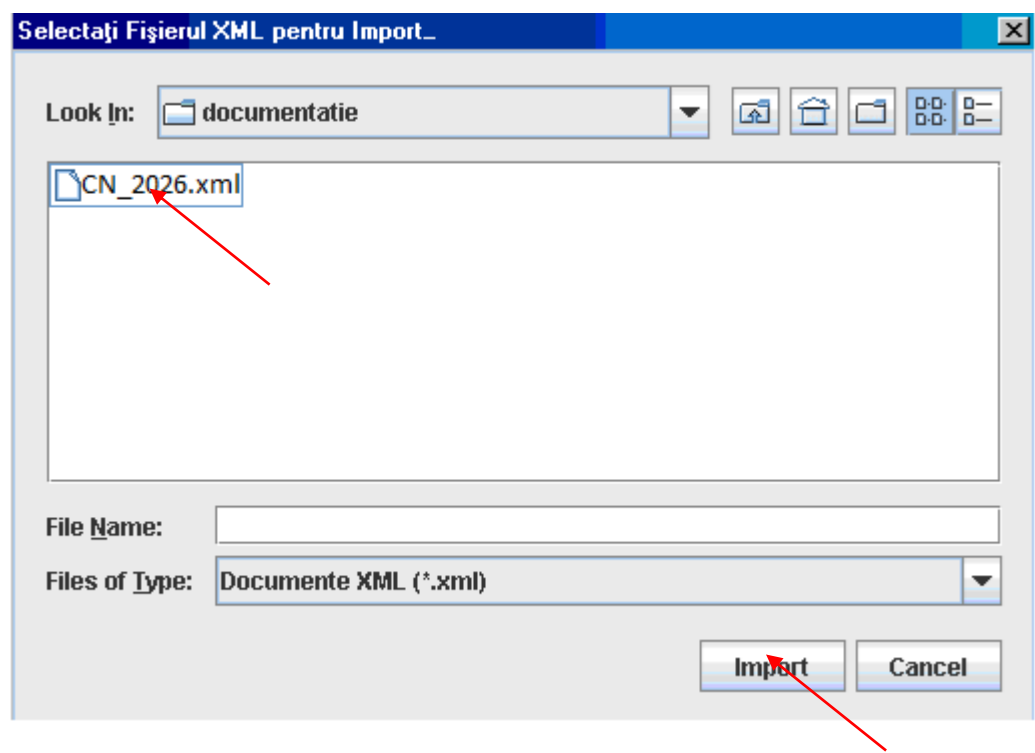 Selectaţi Fişierul XML pentru Import...
Look In: documentatie
CN_2026.xml
File Name:
Files of Type: Documente XML (*.xml)
Import Cancel